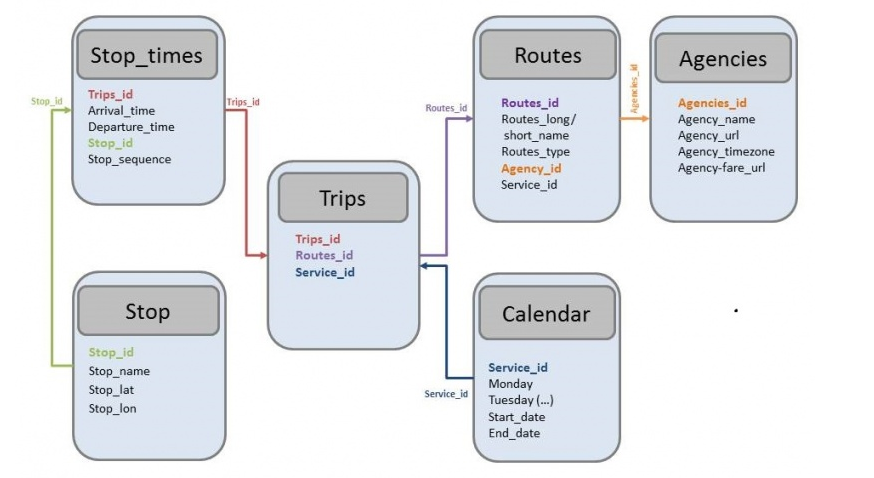 Stop_times
Trips_id
Arrival_time
Departure_time
Stop_id
Stop_sequence
Stop_id
Trips_id
Stop
Stop_id
Stop_name
Stop_lat
Stop_lon
Trips
Trips_id
Routes_id
Service_id
Routes_id
Service_id
Routes
Routes_id
Routes_long/
short_name
Routes_type
Agency_id
Service_id
Agencies_id
Agencies
Agencies_id
Agency_name
Agency_url
Agency_timezone
Agency-fare_url
Calendar
Service_id
Monday
Tuesday (...)
Start_date
End_date